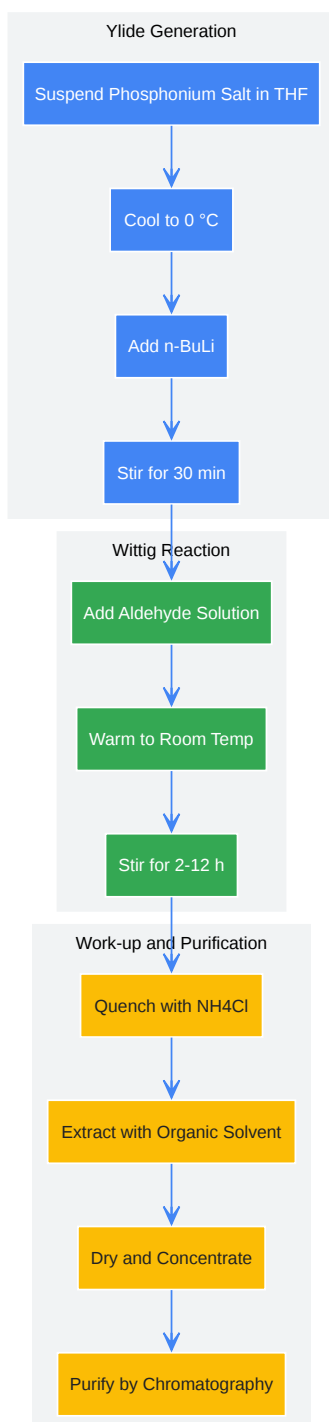 Ylide Generation
Suspend Phosphonium Salt in THF
Cool to 0 °C
Add n-BuLi
Stir for 30 min
Wittig Reaction
Add Aldehyde Solution
Warm to Room Temp
Stir for 2-12 h
Work-up and Purification
Quench with NH4Cl
Extract with Organic Solvent
Dry and Concentrate
Purify by Chromatography